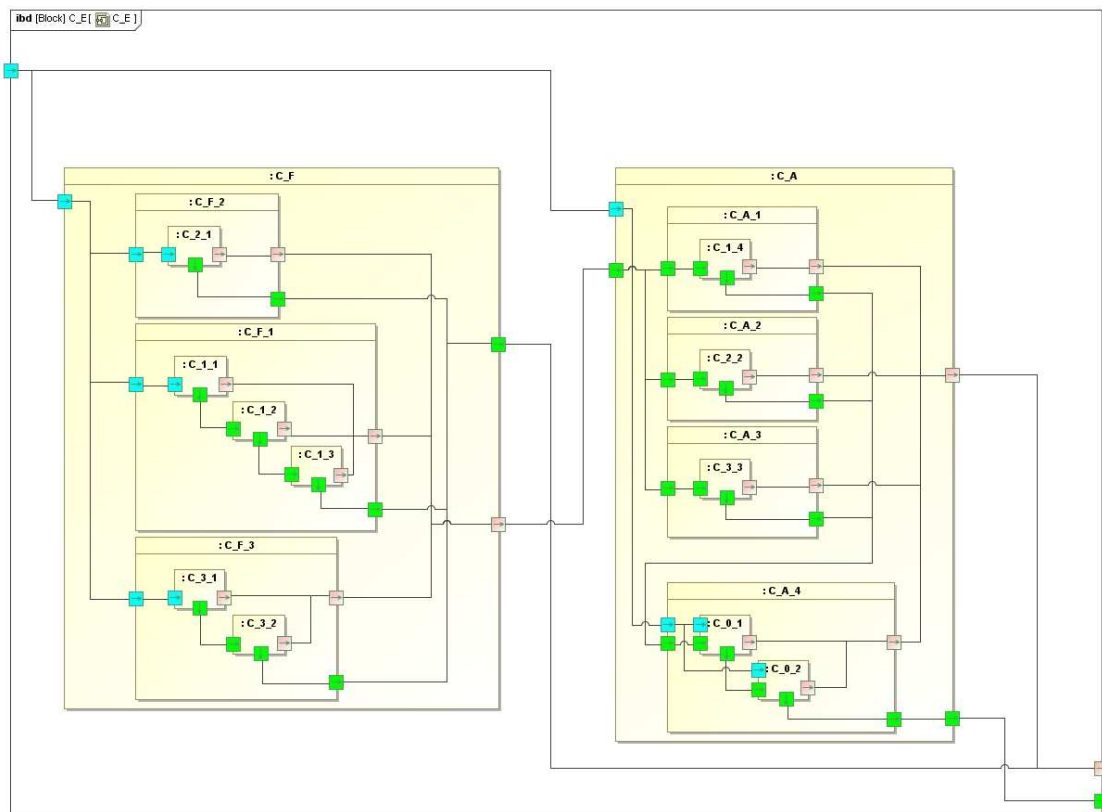 ibd [Block] C_E[ C_E ]
: C_F
: C_F_2
: C_2_1
: C_F_1
: C_1_1
: C_1_2
: C_1_3
: C_F_3
: C_3_1
: C_3_2
: C_A
: C_A_1
: C_1_4
: C_A_2
: C_2_2
: C_A_3
: C_3_3
: C_A_4
: C_0_1
: C_0_2